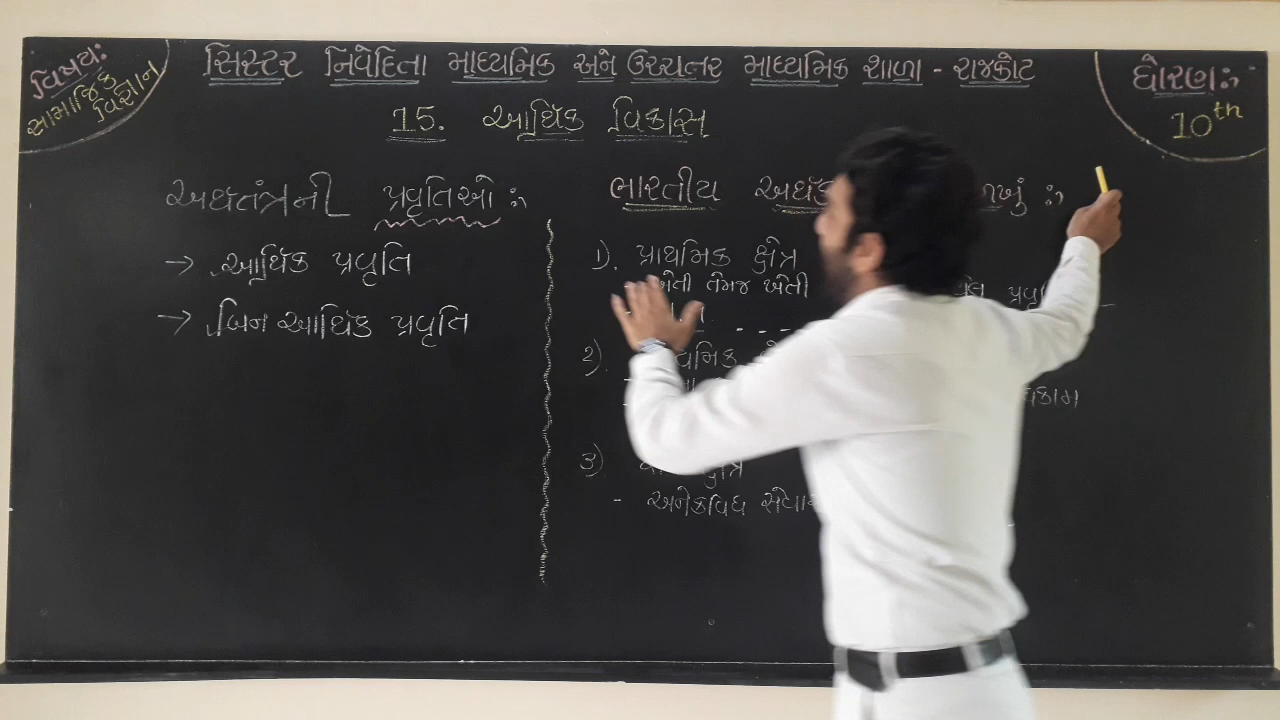 વિષય:
સામાજિક
વિજ્ઞાન
સિસ્ટર નિવેદિતા માધ્યમિક અને ઉચ્ચતર માધ્યમિક શાળા - રાજકોટ
ધોરણ:
10th
15. આર્થિક વિકાસ
અર્થતંત્રની પ્રવૃતિઓ :
→ આર્થિક પ્રવૃતિ
→ બિન આર્થિક પ્રવૃતિ
ભારતીય
1). પ્રાથમિક ક્ષેત્ર
ખેતી તેમજ ખેતી
2).
3)
- અનેકવિધ